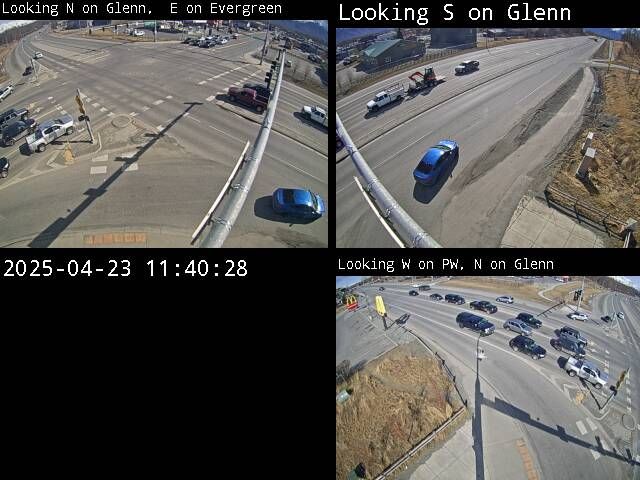 Looking N on Glenn, E on Evergreen
Looking S on Glenn
2025-04-23 11:40:28
Looking W on PW, N on Glenn